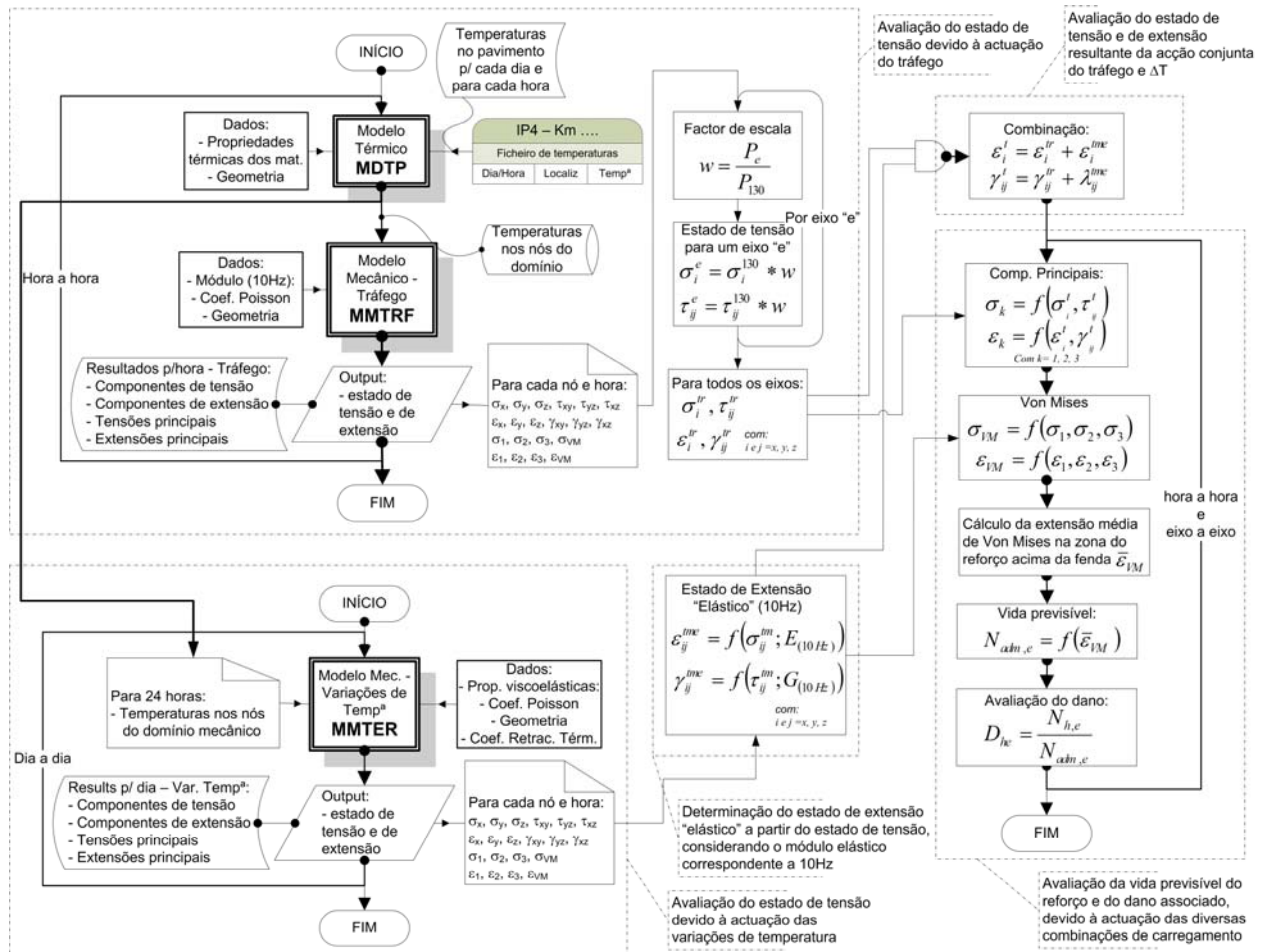 INÍCIO
Temperaturas
no pavimento
p/ cada dia e
para cada hora
Dados:
- Propriedades
térmicas dos mat.
- Geometria
Modelo
Térmico
MDTP
IP4 – Km ....
Ficheiro de temperaturas
Dia/Hora Localiz Tempª
Hora a hora
Temperaturas
nos nós do
domínio
Dados:
- Módulo (10Hz):
- Coef. Poisson
- Geometria
Modelo
Mecânico -
Tráfego
MMTRF
Resultados p/hora - Tráfego:
- Componentes de tensão
- Componentes de extensão
- Tensões principais
- Extensões principais
Output:
- estado de
tensão e de
extensão
Para cada nó e hora:
σx, σy, σz, τxy, τyz, τxz
εx, εy, εz, γxy, γyz, γxz
σ1, σ2, σ3, σVM
ε1, ε2, ε3, εVM
FIM
Factor de escala
w = P_e / P_130
Por eixo "e"
Estado de tensão
para um eixo "e"
σ_i^e = σ_i^130 * w
τ_ij^e = τ_ij^130 * w
Para todos os eixos:
σ_i^tr, τ_ij^tr
ε_i^tr, γ_ij^tr com:
i e j =x, y, z
Avaliação do estado de
tensão devido à actuação
do tráfego
Avaliação do estado de
tensão e de extensão
resultante da acção conjunta
do tráfego e ΔT
Combinação:
ε_i^t = ε_i^tr + ε_i^tme
γ_ij^t = γ_ij^tr + λ_ij^tme
Comp. Principais:
σ_k = f(σ_i^t, τ_ij^t)
ε_k = f(ε_i^t, γ_ij^t)
Com k= 1, 2, 3
Von Mises
σ_VM = f(σ_1, σ_2, σ_3)
ε_VM = f(ε_1, ε_2, ε_3)
hora a hora
e
eixo a eixo
Cálculo da extensão média
de Von Mises na zona do
reforço acima da fenda ε̅_VM
Vida previsível:
N_adm,e = f(ε̅_VM)
Avaliação do dano:
D_he = N_h,e / N_adm,e
FIM
Avaliação da vida previsível do
reforço e do dano associado,
devido à actuação das diversas
combinações de carregamento
INÍCIO
Para 24 horas:
- Temperaturas nos nós
do domínio mecânico
Modelo Mec. -
Variações de
Tempª
MMTER
Dados:
- Prop. viscoelásticas:
- Coef. Poisson
- Geometria
- Coef. Retrac. Térm.
Dia a dia
Results p/ dia – Var. Tempª:
- Componentes de tensão
- Componentes de extensão
- Tensões principais
- Extensões principais
Output:
- estado de
tensão e de
extensão
Para cada nó e hora:
σx, σy, σz, τxy, τyz, τxz
εx, εy, εz, γxy, γyz, γxz
σ1, σ2, σ3, σVM
ε1, ε2, ε3, εVM
FIM
Estado de Extensão
"Elástico" (10Hz)
ε_ij^tme = f(σ_ij^tm; E_(10Hz))
γ_ij^tme = f(τ_ij^tm; G_(10Hz))
com:
i e j =x, y, z
Determinação do estado de extensão
"elástico" a partir do estado de tensão,
considerando o módulo elástico
correspondente a 10Hz
Avaliação do estado de tensão
devido à actuação das
variações de temperatura